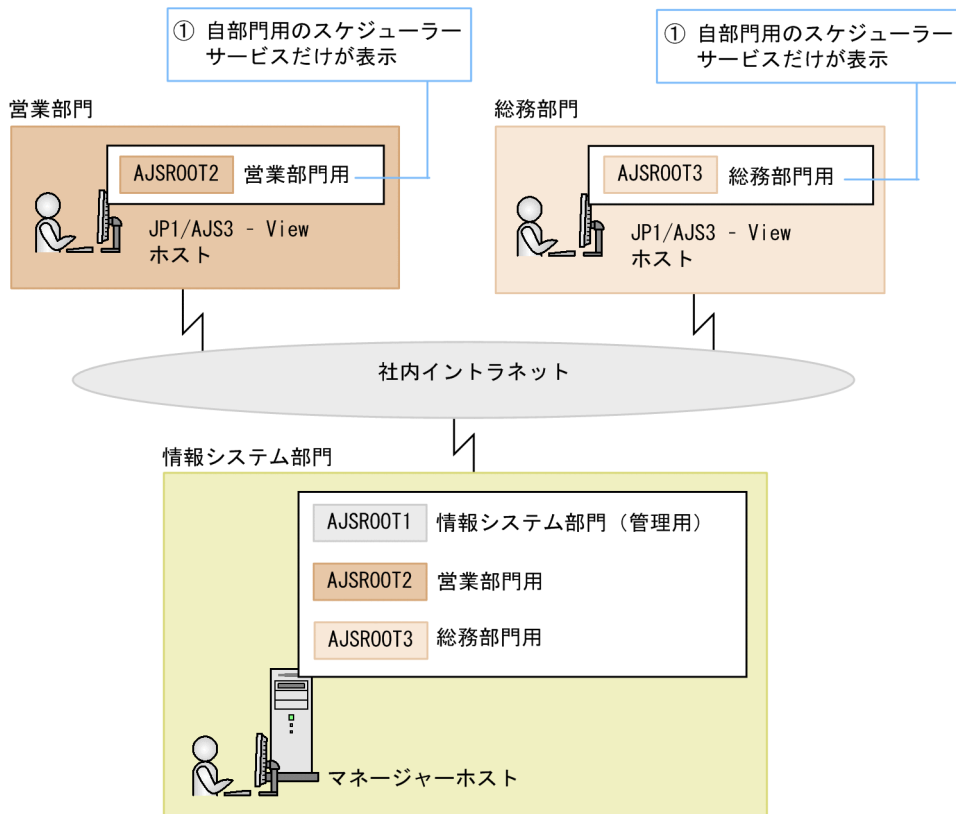 ① 自部門用のスケジューラー
サービスだけが表示
① 自部門用のスケジューラー
サービスだけが表示
営業部門
総務部門
AJSROOT2 営業部門用
AJSROOT3 総務部門用
JP1/AJS3 - View
ホスト
JP1/AJS3 - View
ホスト
社内イントラネット
情報システム部門
AJSROOT1 情報システム部門（管理用）
AJSROOT2 営業部門用
AJSROOT3 総務部門用
マネージャーホスト